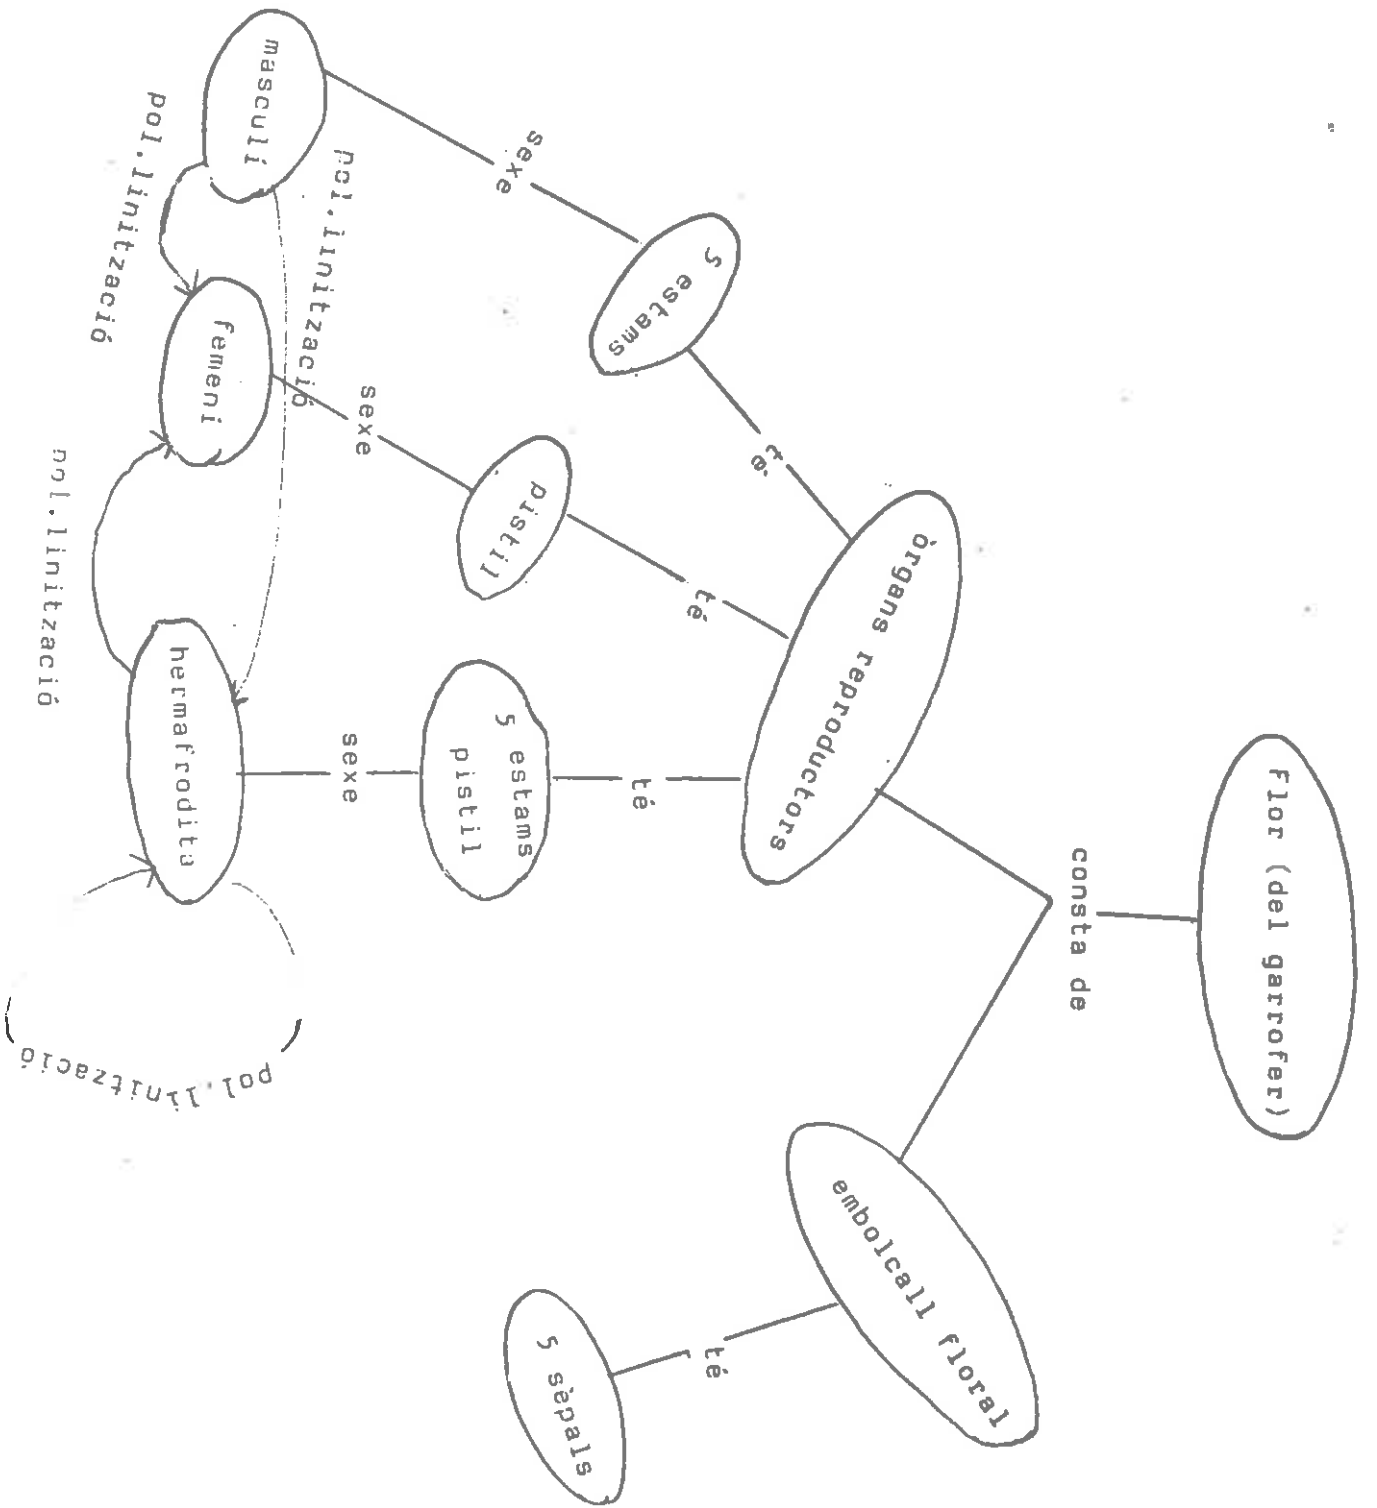 flor (del garrofer)
consta de
òrgans reproductors
embolcall floral
té
té
té
té
5 estams
pistil
5 estams
pistil
5 sèpals
sexe
sexe
sexe
masculí
femení
hermafrodita
pol.linització
pol.linització
pol.linització
pol.linització